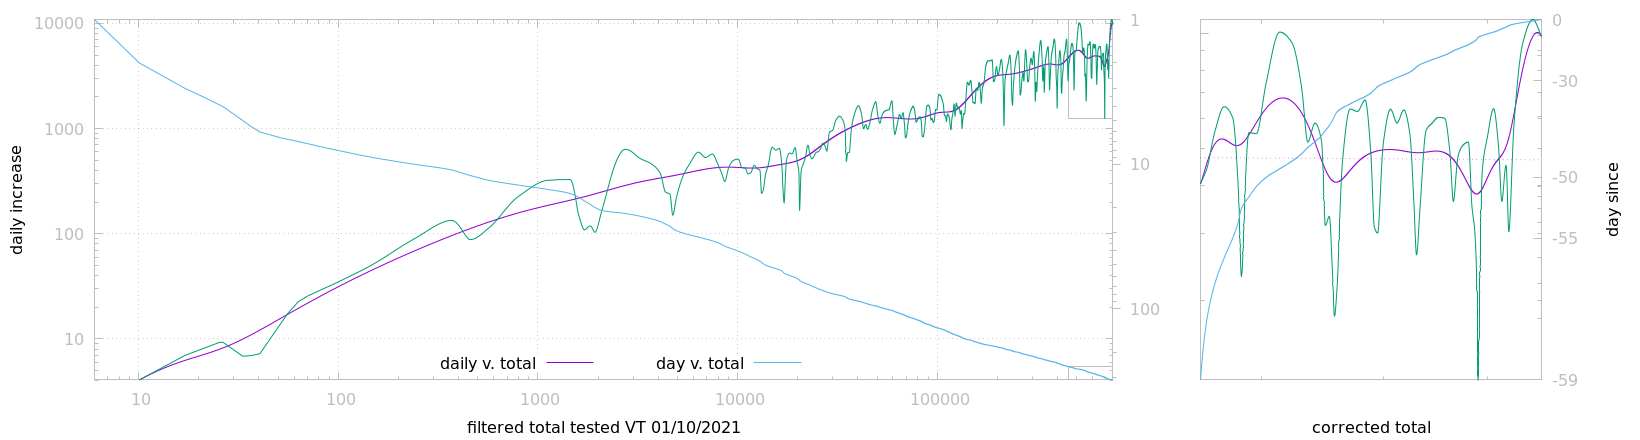 10000
1000
100
10
daily increase
10
100
1000
10000
100000
filtered total tested VT 01/10/2021
daily v. total
day v. total
1
10
100
0
-30
-50
-55
-59
day since
corrected total